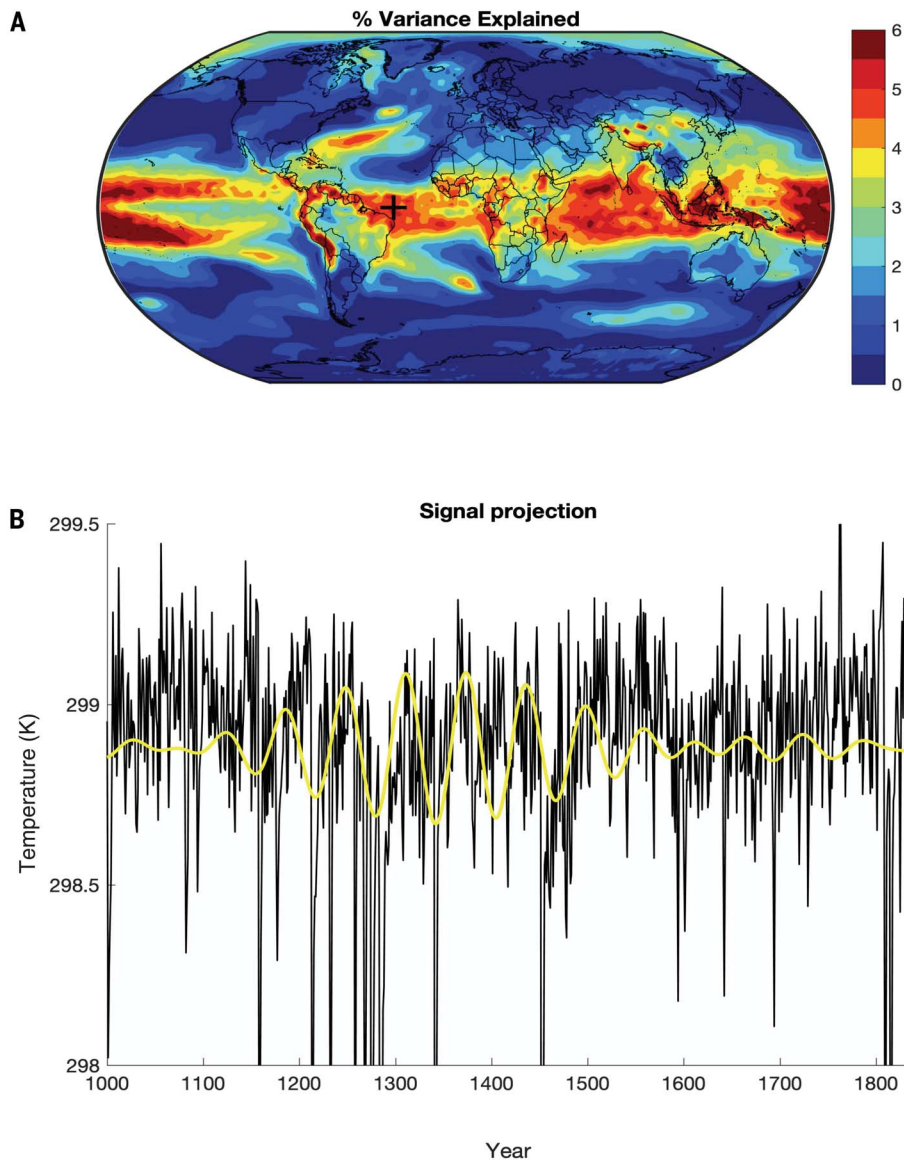 A
% Variance Explained
6
5
4
3
2
1
0
B
Signal projection
299.5
299
298.5
298
Temperature (K)
1000 1100 1200 1300 1400 1500 1600 1700 1800
Year